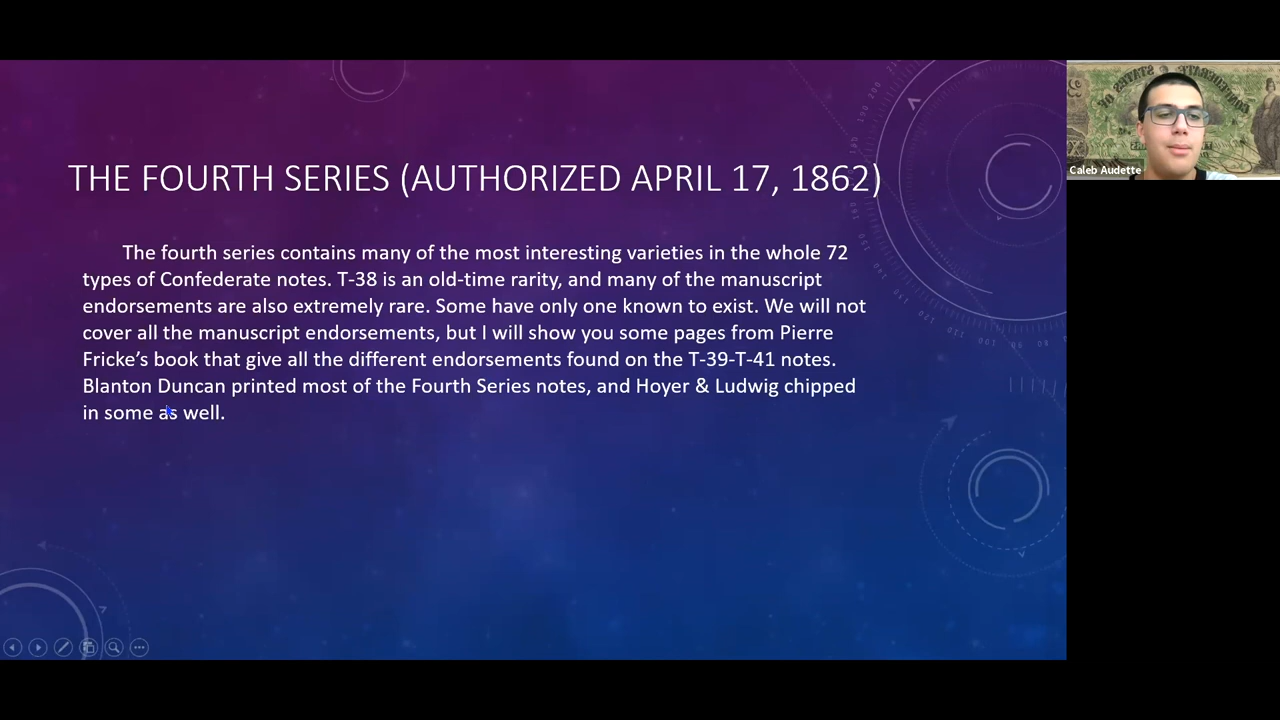 THE FOURTH SERIES (AUTHORIZED APRIL 17, 1862)
The fourth series contains many of the most interesting varieties in the whole 72
types of Confederate notes. T-38 is an old-time rarity, and many of the manuscript
endorsements are also extremely rare. Some have only one known to exist. We will not
cover all the manuscript endorsements, but I will show you some pages from Pierre
Fricke’s book that give all the different endorsements found on the T-39-T-41 notes.
Blanton Duncan printed most of the Fourth Series notes, and Hoyer & Ludwig chipped
in some as well.
Caleb Audette